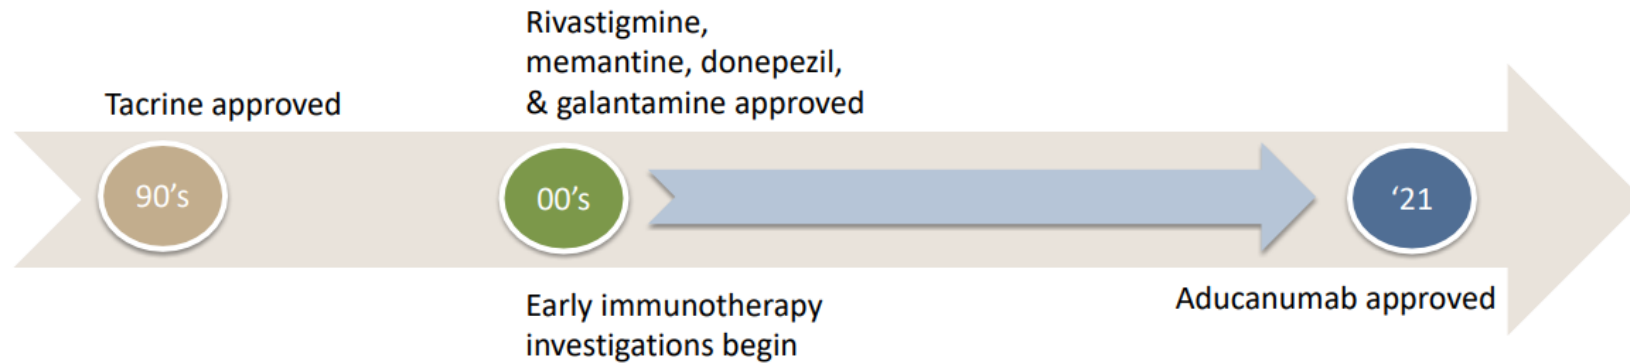 Rivastigmine,
memantine, donepezil,
& galantamine approved
Tacrine approved
90’s
00’s
‘21
Early immunotherapy
investigations begin
Aducanumab approved